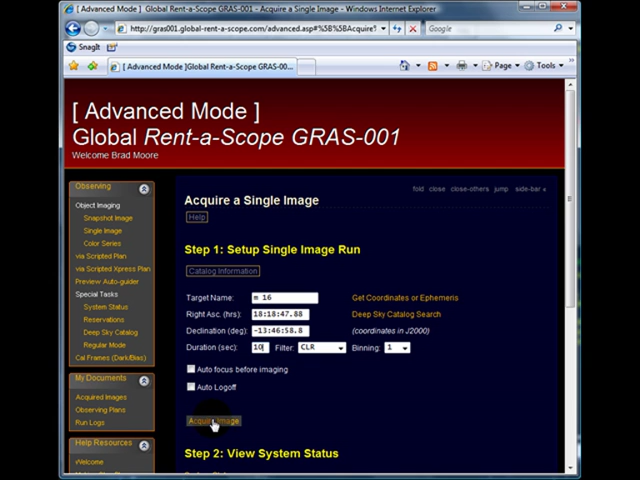 [ Advanced Mode ]Global Rent-a-Scope GRAS-001 - Acquire a Single Image - Windows Internet Explorer
http://gras001.global-rent-a-scope.com/advanced.asp#%5B%5BAcquire
Google
SnagIt
[ Advanced Mode ]Global Rent-a-Scope GRAS-00...
Page
Tools
[ Advanced Mode ]
Global Rent-a-Scope GRAS-001
Welcome Brad Moore
Observing
Object Imaging
Snapshot Image
Single Image
Color Series
via Scripted Plan
via Scripted Xpress Plan
Preview Auto-guider
Special Tasks
System Status
Reservations
Deep Sky Catalog
Regular Mode
Cal Frames (Dark/Bias)
My Documents
Acquired Images
Observing Plans
Run Logs
Help Resources
Welcome
fold close close-others jump side-bar
Acquire a Single Image
Help
Step 1: Setup Single Image Run
Catalog Information
Target Name: m 16 Get Coordinates or Ephemeris
Right Asc. (hrs): 18:18:47.88 Deep Sky Catalog Search
Declination (deg): -13:46:58.8 (coordinates in J2000)
Duration (sec): 10 Filter: CLR Binning: 1
Auto focus before imaging
Auto Logoff
Acquire Image
Step 2: View System Status